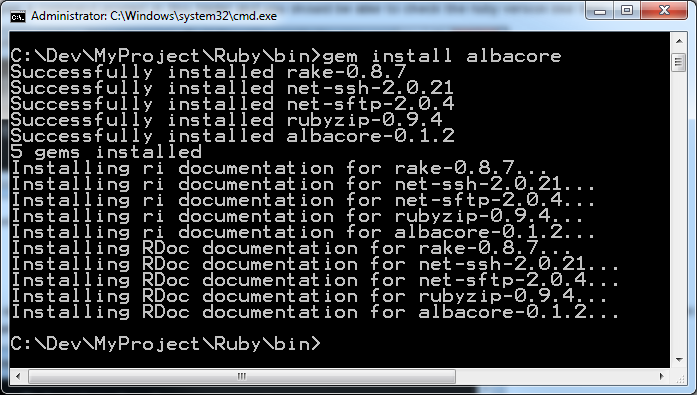 Administrator: C:\Windows\system32\cmd.exe
C:\Dev\MyProject\Ruby\bin>gem install albacore
Successfully installed rake-0.8.7
Successfully installed net-ssh-2.0.21
Successfully installed net-sftp-2.0.4
Successfully installed rubyzip-0.9.4
Successfully installed albacore-0.1.2
5 gems installed
Installing ri documentation for rake-0.8.7...
Installing ri documentation for net-ssh-2.0.21...
Installing ri documentation for net-sftp-2.0.4...
Installing ri documentation for rubyzip-0.9.4...
Installing ri documentation for albacore-0.1.2...
Installing RDoc documentation for rake-0.8.7...
Installing RDoc documentation for net-ssh-2.0.21...
Installing RDoc documentation for net-sftp-2.0.4...
Installing RDoc documentation for rubyzip-0.9.4...
Installing RDoc documentation for albacore-0.1.2...
C:\Dev\MyProject\Ruby\bin>